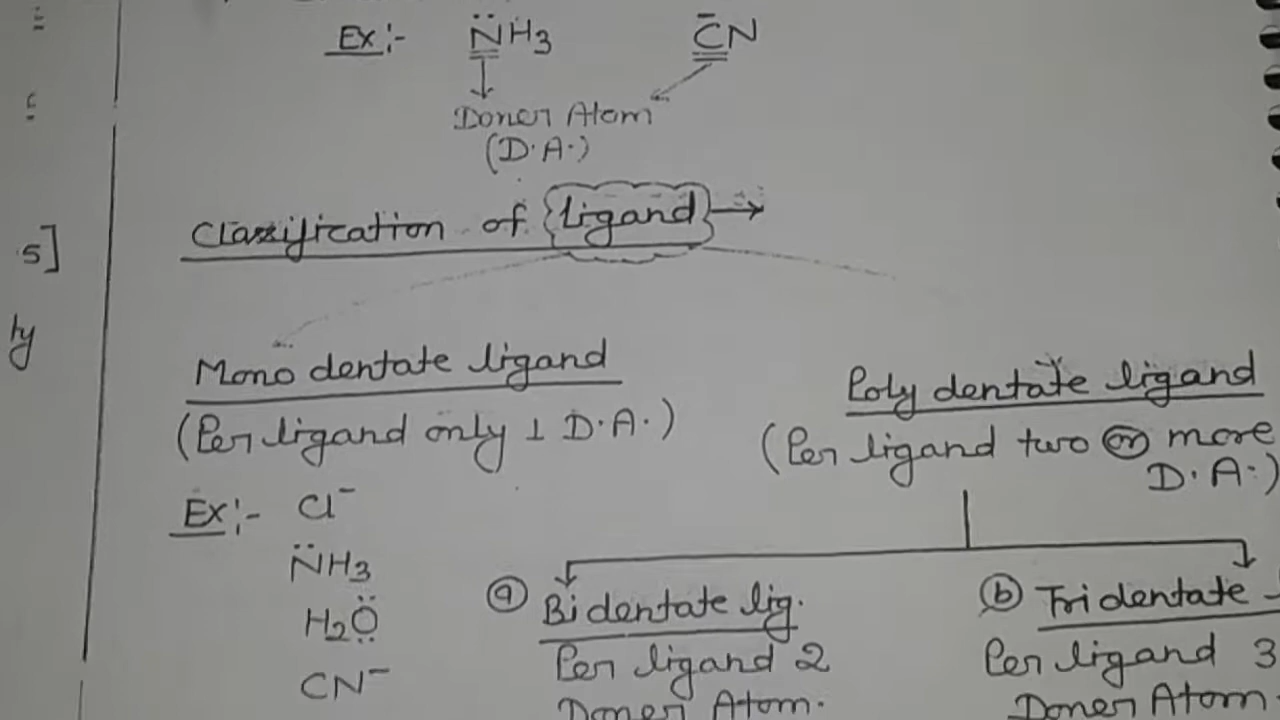 Ex:- N̈H3 C̄N
Doner Atom
(D.A.)
Classification of {ligand} →
5]
ty
Mono dentate ligand
(Per ligand only 1 D.A.)
Poly dentate ligand
(Per ligand two or more
D.A.)
Ex:- Cl⁻
N̈H3
H2Ö
CN⁻
(a) Bidentate lig.
Per ligand 2
Doner Atom.
(b) Tridentate -
Per ligand 3
Doner Atom